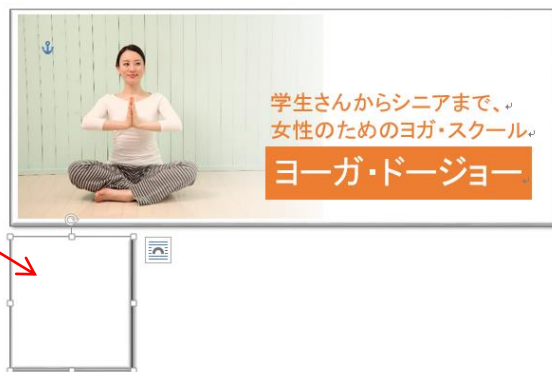 学生さんからシニアまで、
女性のためのヨガ・スクール
ヨーガ・ドージョー